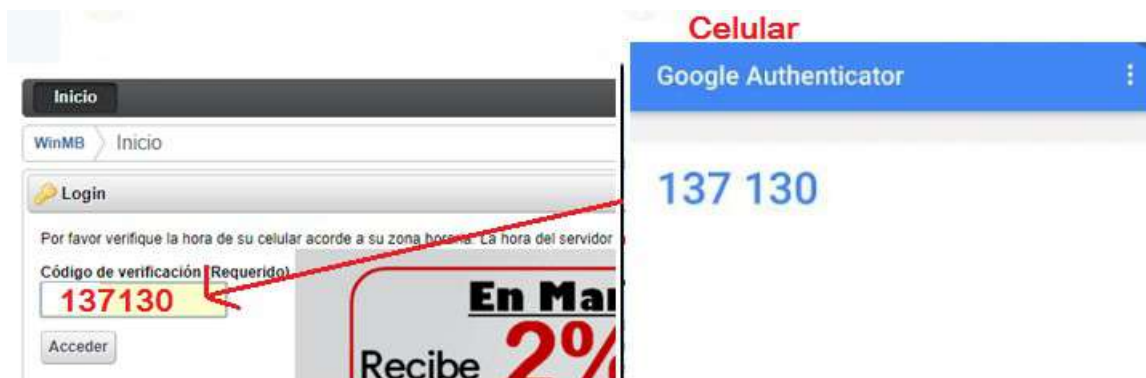 Celular
Google Authenticator
137 130
Inicio
WinMB Inicio
Login
Por favor verifique la hora de su celular acorde a su zona horaria. La hora del servidor
Código de verificación (Requerido)
137130
Acceder
En Mar
Recibe 2%